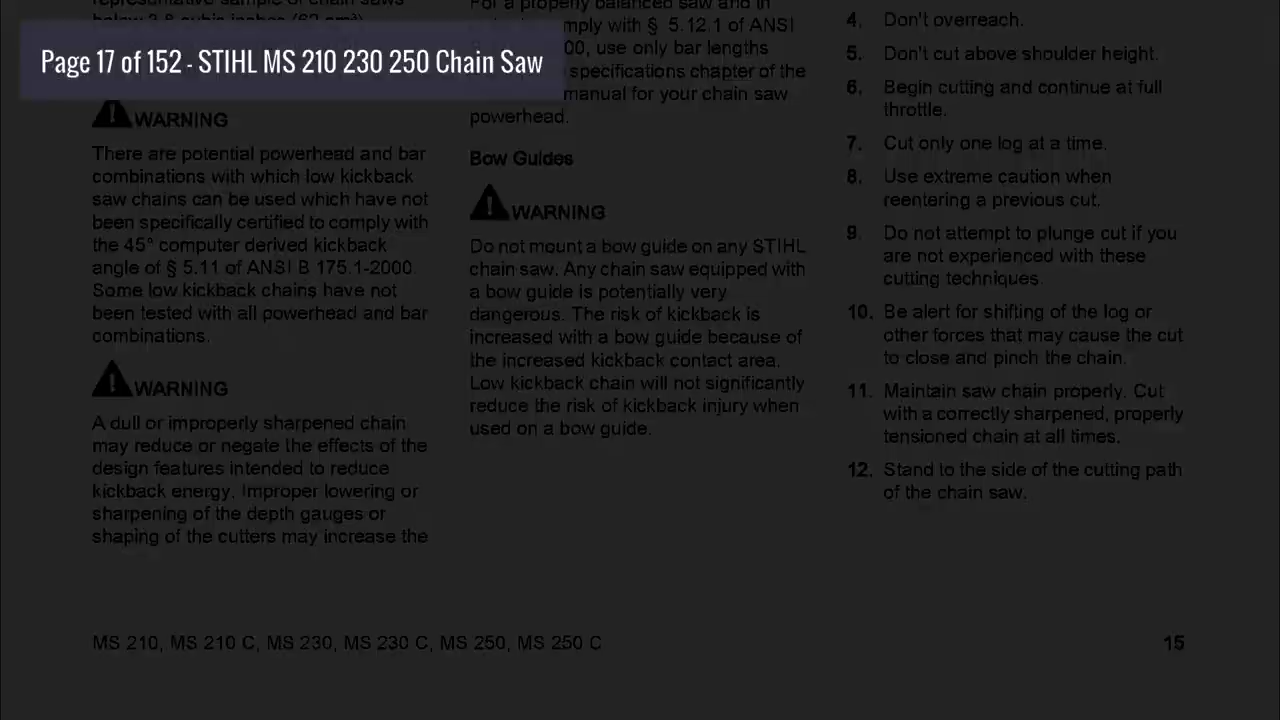 Page 17 of 152 - STIHL MS 210 230 250 Chain Saw
representative sample of chain saws
below 3.8 cubic inches (62 cm³)
WARNING
There are potential powerhead and bar
combinations with which low kickback
saw chains can be used which have not
been specifically certified to comply with
the 45° computer derived kickback
angle of § 5.11 of ANSI B 175.1-2000.
Some low kickback chains have not
been tested with all powerhead and bar
combinations.
WARNING
A dull or improperly sharpened chain
may reduce or negate the effects of the
design features intended to reduce
kickback energy. Improper lowering or
sharpening of the depth gauges or
shaping of the cutters may increase the
For a properly balanced saw and in
comply with § 5.12.1 of ANSI
00, use only bar lengths
specifications chapter of the
manual for your chain saw
powerhead.
Bow Guides
WARNING
Do not mount a bow guide on any STIHL
chain saw. Any chain saw equipped with
a bow guide is potentially very
dangerous. The risk of kickback is
increased with a bow guide because of
the increased kickback contact area.
Low kickback chain will not significantly
reduce the risk of kickback injury when
used on a bow guide.
4. Don't overreach.
5. Don't cut above shoulder height.
6. Begin cutting and continue at full
throttle.
7. Cut only one log at a time.
8. Use extreme caution when
reentering a previous cut.
9. Do not attempt to plunge cut if you
are not experienced with these
cutting techniques.
10. Be alert for shifting of the log or
other forces that may cause the cut
to close and pinch the chain.
11. Maintain saw chain properly. Cut
with a correctly sharpened, properly
tensioned chain at all times.
12. Stand to the side of the cutting path
of the chain saw.
MS 210, MS 210 C, MS 230, MS 230 C, MS 250, MS 250 C
15